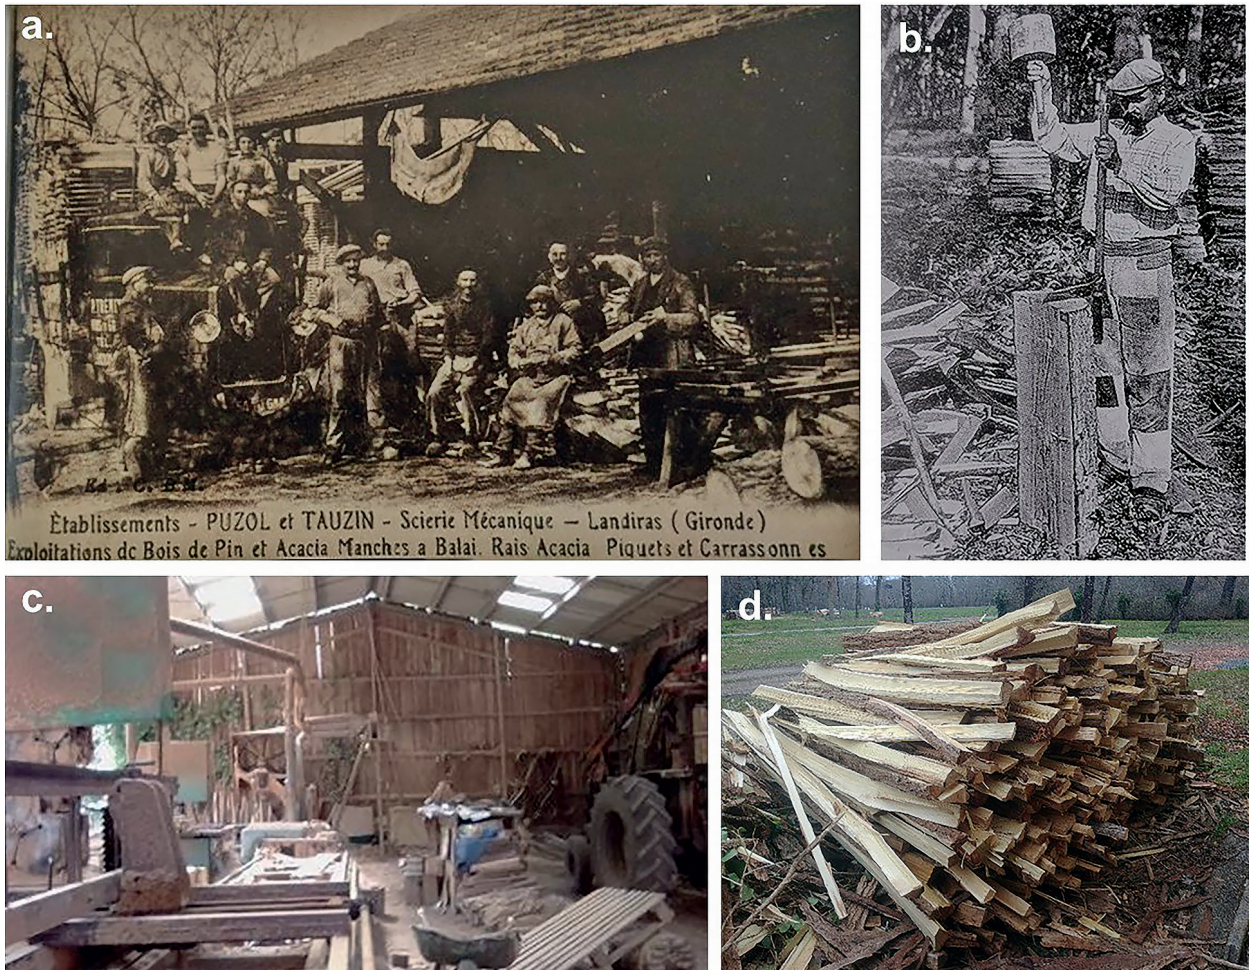 a.
Établissements - PUZOL et TAUZIN - Scierie Mécanique - Landiras (Gironde)
Exploitations dc Bois de Pin et Acacia Manches a Balai. Rais Acacia Piquets et Carrassonn es
b.
c.
d.